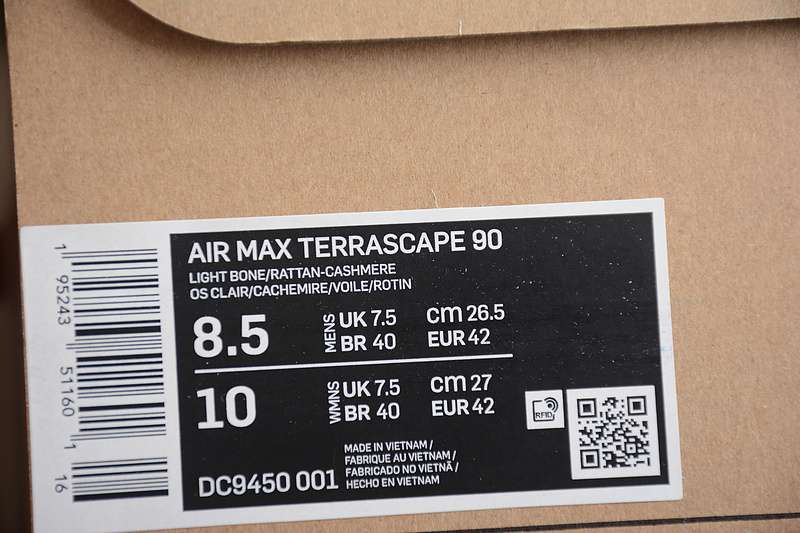 AIR MAX TERRASCAPE 90
LIGHT BONE/RATTAN-CASHMERE
OS CLAIR/CACHEMIRE/VOILE/ROTIN
8.5
MENS
UK 7.5 cm 26.5
BR 40 EUR 42
10
WMNS
UK 7.5 cm 27
BR 40 EUR 42
RFID
MADE IN VIETNAM /
FABRIQUE AU VIETNAM /
FABRICADO NO VIETNÃ /
HECHO EN VIETNAM
DC9450 001
1 95243 51160 1 16